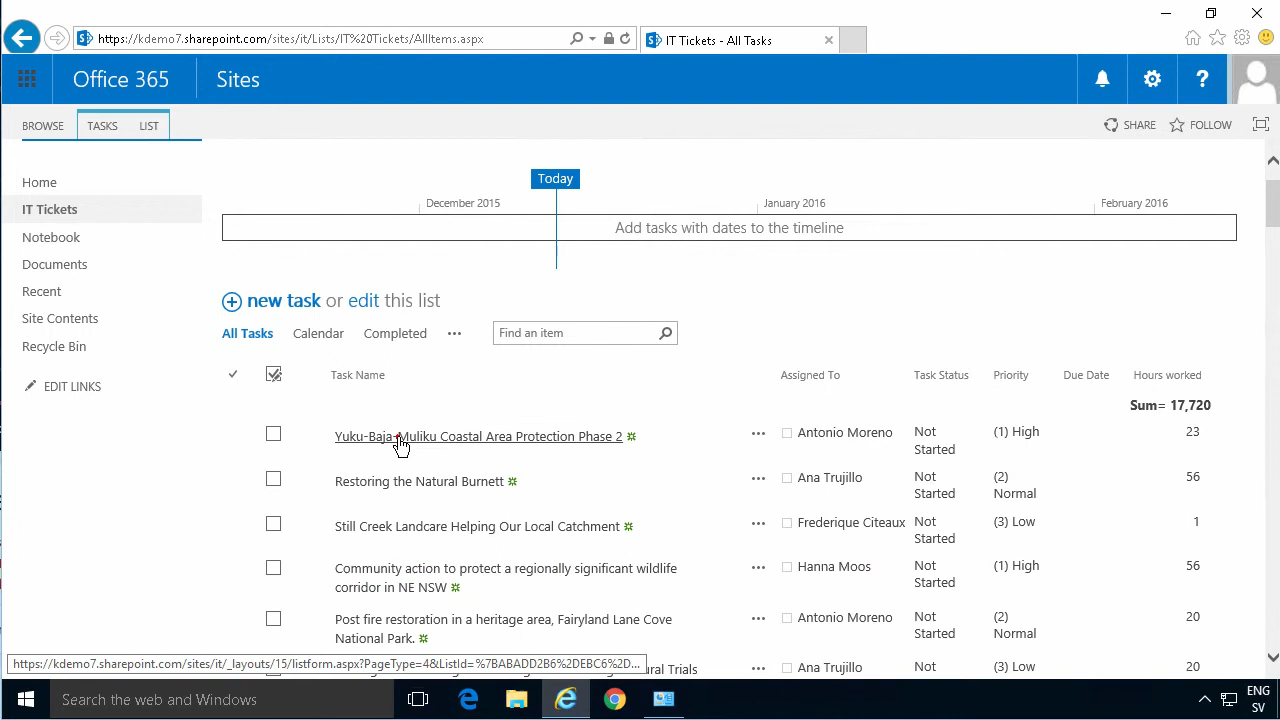 https://kdemo7.sharepoint.com/sites/it/Lists/IT%20Tickets/AllItems.aspx
IT Tickets - All Tasks
Office 365
Sites
?
BROWSE
TASKS
LIST
SHARE
FOLLOW
Home
IT Tickets
Notebook
Documents
Recent
Site Contents
Recycle Bin
EDIT LINKS
Today
December 2015
January 2016
February 2016
Add tasks with dates to the timeline
new task or edit this list
All Tasks
Calendar
Completed
Find an item
Task Name
Assigned To
Task Status
Priority
Due Date
Hours worked
Sum= 17,720
Yuku-Baja-Muliku Coastal Area Protection Phase 2
Antonio Moreno
Not
Started
(1) High
23
Restoring the Natural Burnett
Ana Trujillo
Not
Started
(2)
Normal
56
Still Creek Landcare Helping Our Local Catchment
Frederique Citeaux
Not
Started
(3) Low
1
Community action to protect a regionally significant wildlife
corridor in NE NSW
Hanna Moos
Not
Started
(1) High
56
Post fire restoration in a heritage area, Fairyland Lane Cove
National Park.
Antonio Moreno
Not
Started
(2)
Normal
20
ural Trials
Ana Trujillo
Not
(3) Low
20
https://kdemo7.sharepoint.com/sites/it/_layouts/15/listform.aspx?PageType=4&ListId=%7BABADD2B6%2DEBC6%2D...
Search the web and Windows
ENG
SV